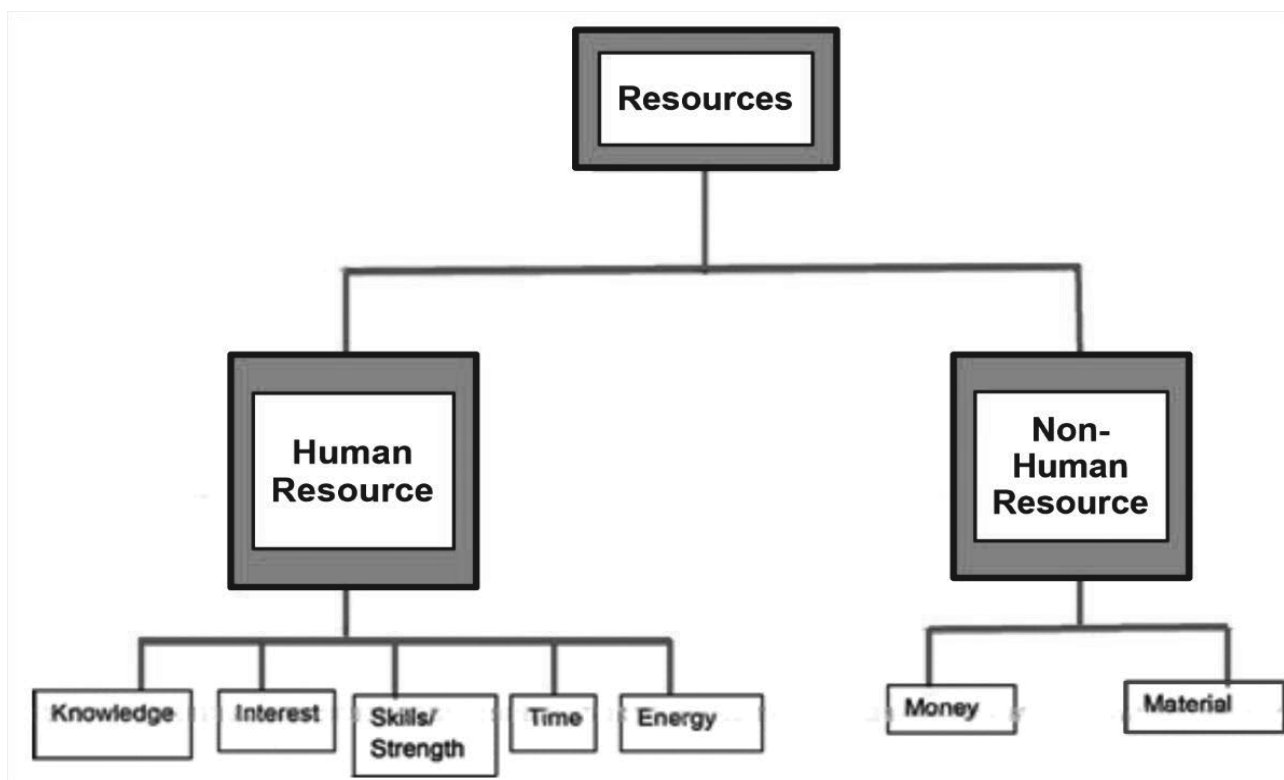 Resources
Human
Resource
Non-
Human
Resource
Knowledge
Interest
Skills/
Strength
Time
Energy
Money
Material